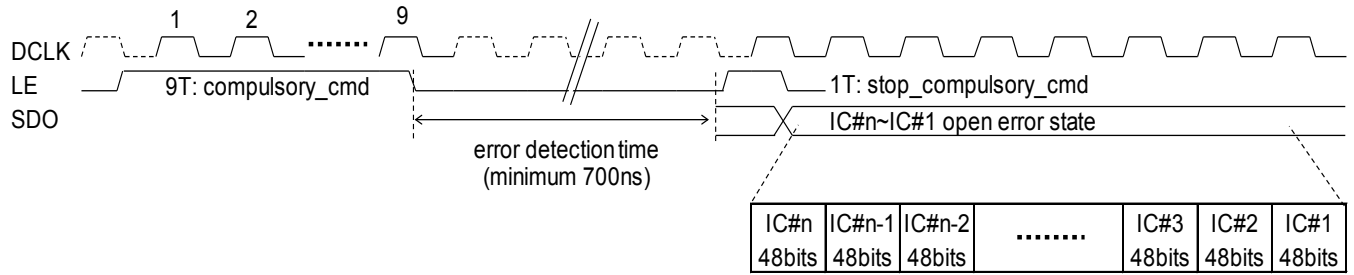 1 2 9
DCLK
LE 9T: compulsory_cmd 1T: stop_compulsory_cmd
SDO IC#n~IC#1 open error state
error detection time
(minimum 700ns)
IC#n IC#n-1 IC#n-2 ........ IC#3 IC#2 IC#1
48bits 48bits 48bits 48bits 48bits 48bits